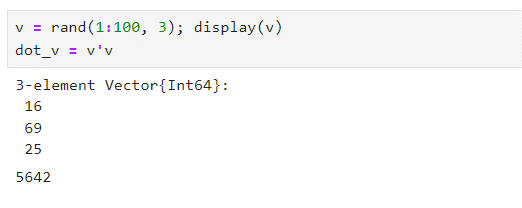 v = rand(1:100, 3); display(v)
dot_v = v'v
3-element Vector{Int64}:
16
69
25
5642